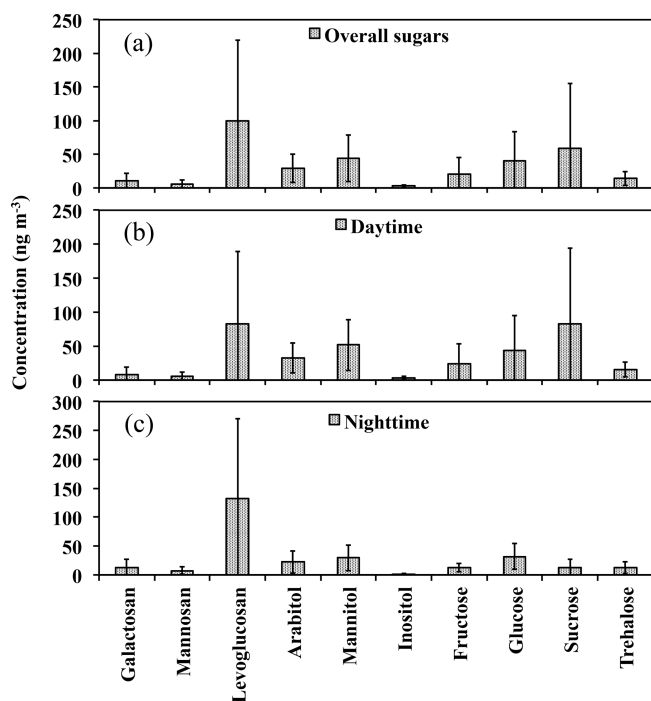 Concentration (ng m⁻³)
250
200
150
100
50
0
(a)
Overall sugars
250
200
150
100
50
0
(b)
Daytime
300
250
200
150
100
50
0
(c)
Nighttime
Galactosan
Mannosan
Levoglucosan
Arabitol
Mannitol
Inositol
Fructose
Glucose
Sucrose
Trehalose